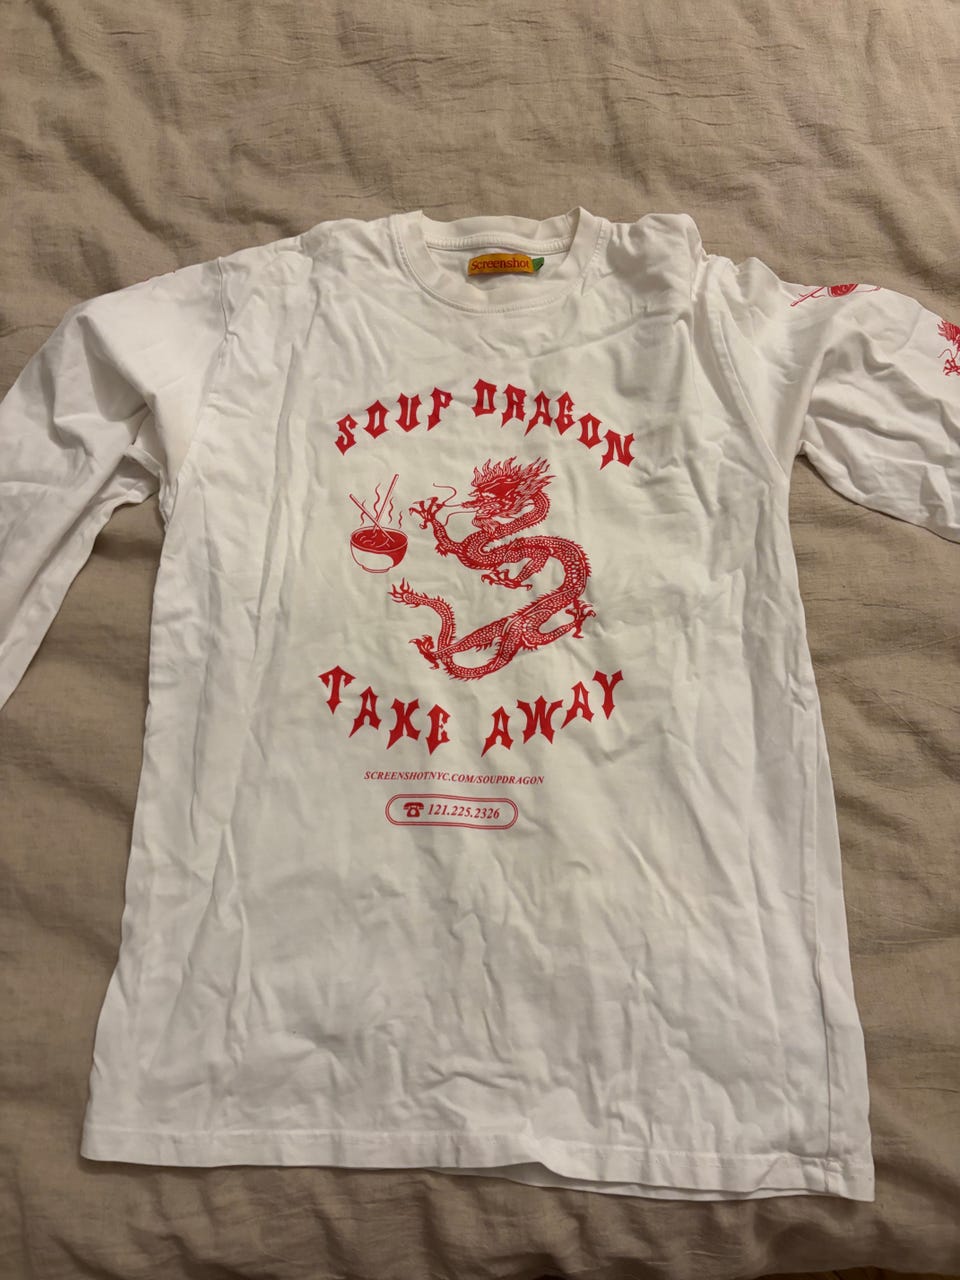 Screenshot
SOUP DRAGON
TAKE AWAY
SCREENSHOTNYC.COM/SOUPDRAGON
121.225.2326